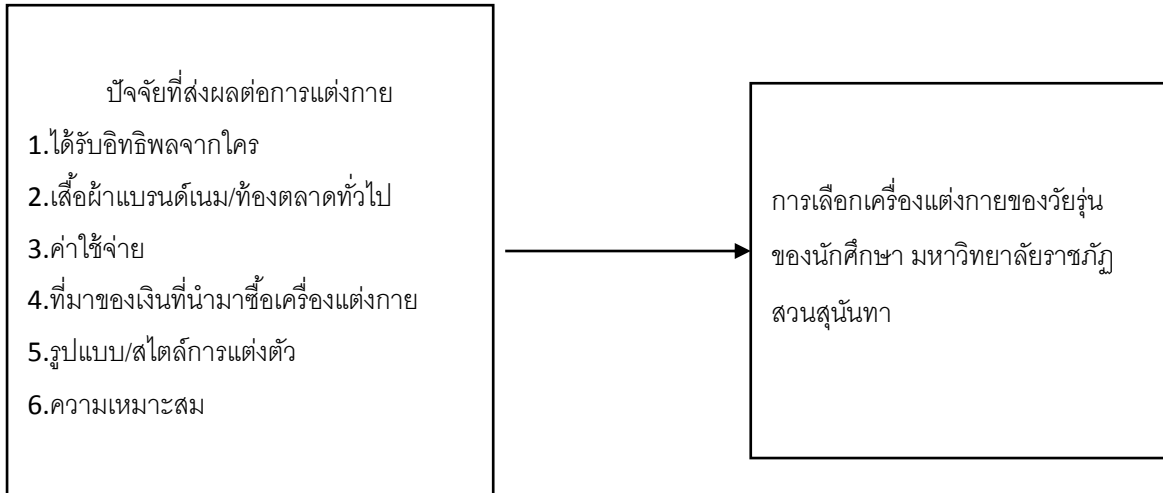 ปัจจัยที่ส่งผลต่อการแต่งกาย
1.ได้รับอิทธิพลจากใคร
2.เสื้อผ้าแบรนด์เนม/ท้องตลาดทั่วไป
3.ค่าใช้จ่าย
4.ที่มาของเงินที่นำมาซื้อเครื่องแต่งกาย
5.รูปแบบ/สไตล์การแต่งตัว
6.ความเหมาะสม
การเลือกเครื่องแต่งกายของวัยรุ่น
ของนักศึกษา มหาวิทยาลัยราชภัฏ
สวนสุนันทา